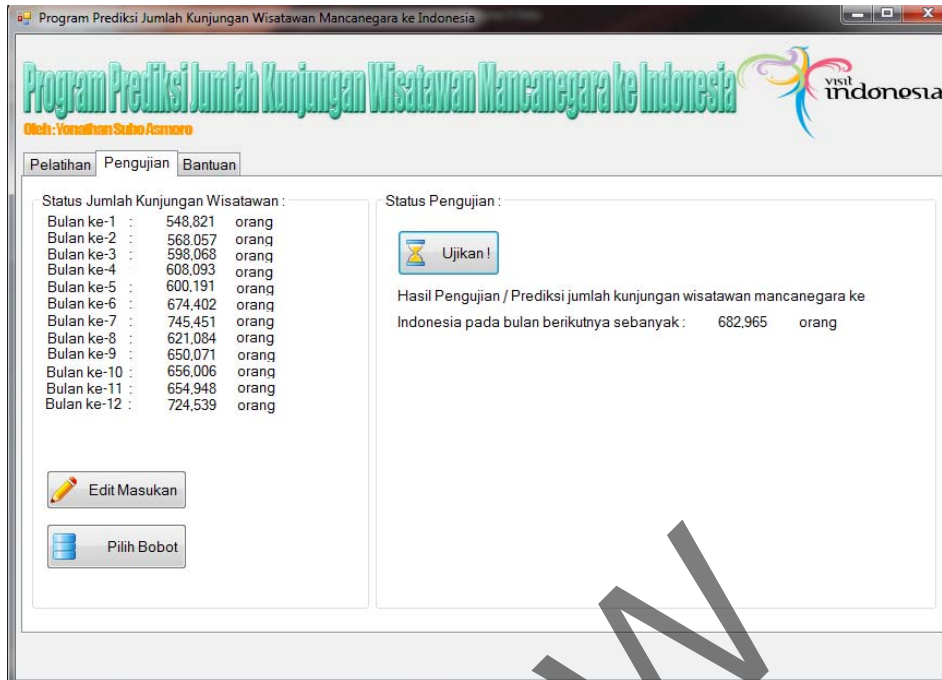 Program Prediksi Jumlah Kunjungan Wisatawan Mancanegara ke Indonesia
Program Prediksi Jumlah Kunjungan Wisatawan Mancanegara ke Indonesia
visit indonesia
Oleh : Yonathan Subo Asmoro
Pelatihan Pengujian Bantuan
Status Jumlah Kunjungan Wisatawan :
Bulan ke-1 : 548,821 orang
Bulan ke-2 : 568,057 orang
Bulan ke-3 : 598,068 orang
Bulan ke-4 608,093 orang
Bulan ke-5 : 600,191 orang
Bulan ke-6 : 674,402 orang
Bulan ke-7 : 745,451 orang
Bulan ke-8 : 621,084 orang
Bulan ke-9 : 650,071 orang
Bulan ke-10 : 656,006 orang
Bulan ke-11 : 654,948 orang
Bulan ke-12 : 724,539 orang
Edit Masukan
Pilih Bobot
Status Pengujian :
Ujikan !
Hasil Pengujian / Prediksi jumlah kunjungan wisatawan mancanegara ke
Indonesia pada bulan berikutnya sebanyak : 682,965 orang
W